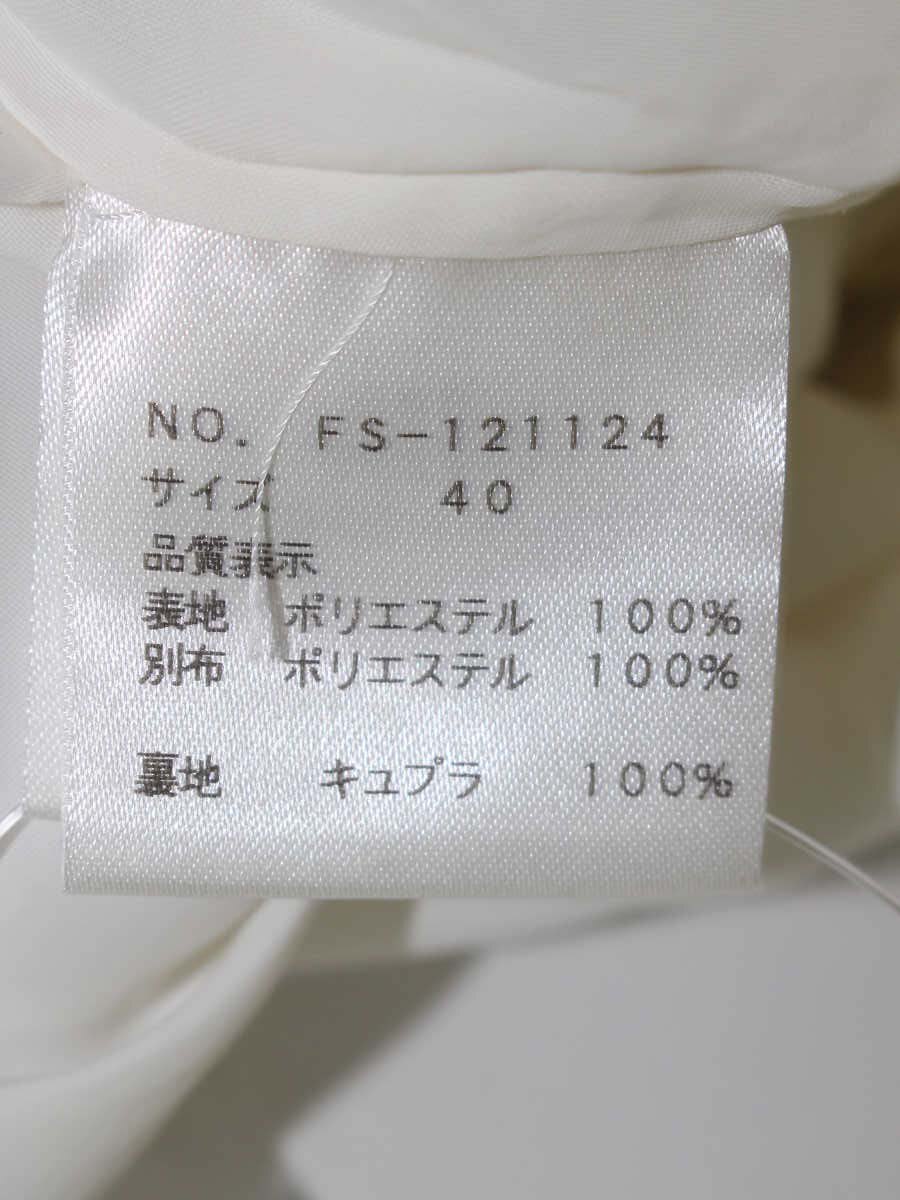 NO. FS-121124
サイズ 40
品質表示
表地 ポリエステル 100%
別布 ポリエステル 100%
裏地 キュプラ 100%